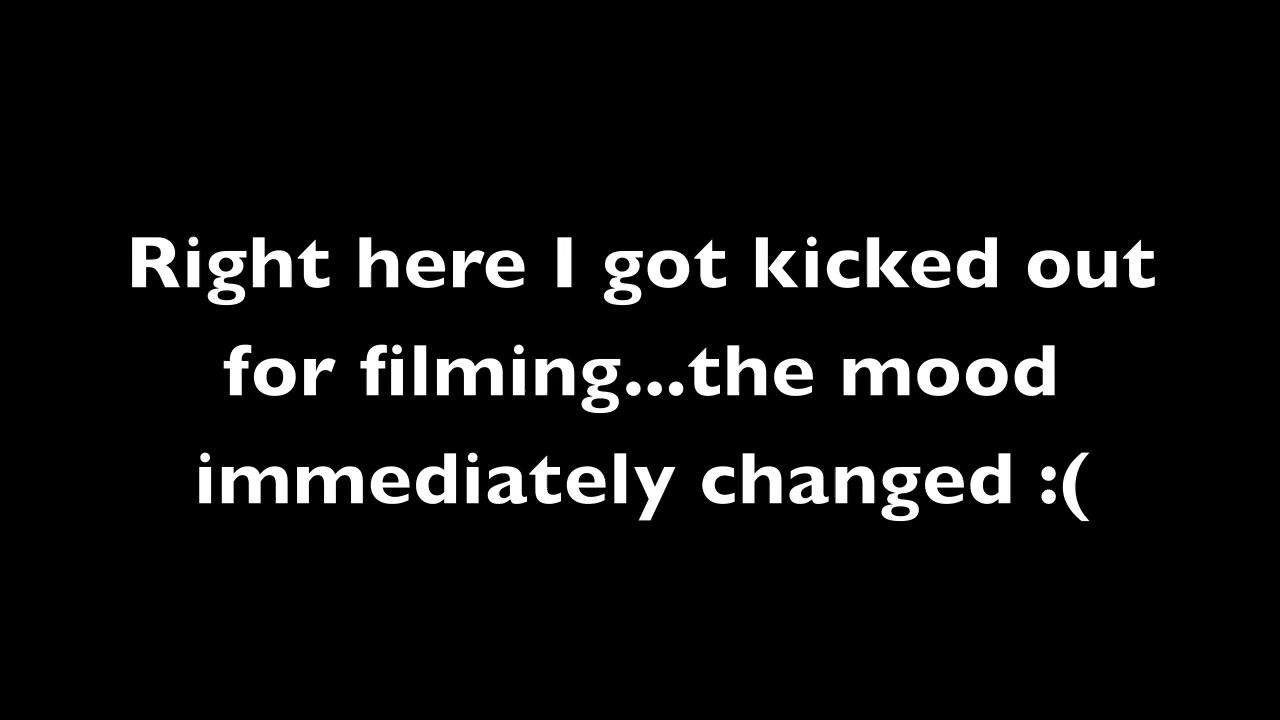 Right here I got kicked out
for filming...the mood
immediately changed :(